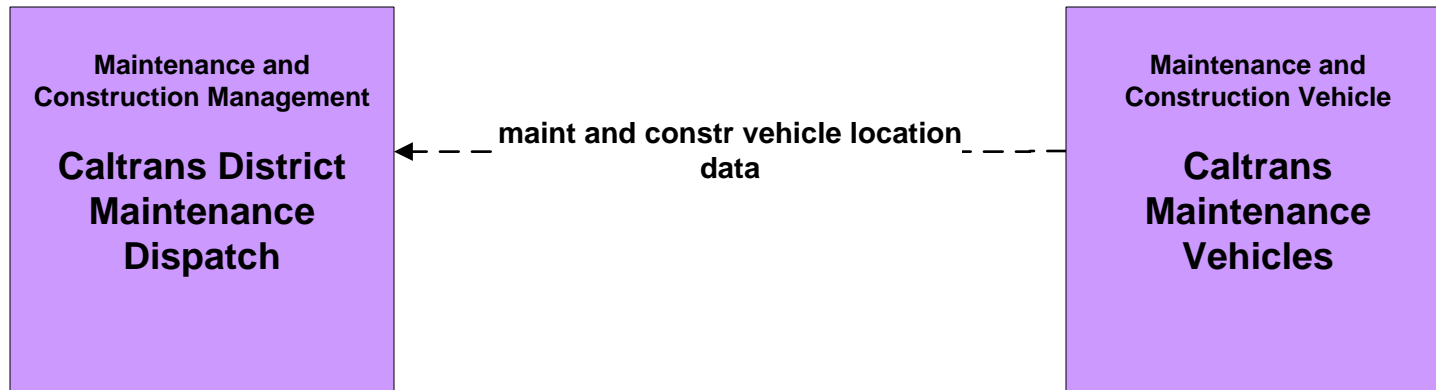 Maintenance and
Construction Management
Caltrans District
Maintenance
Dispatch
maint and constr vehicle location
data
Maintenance and
Construction Vehicle
Caltrans
Maintenance
Vehicles